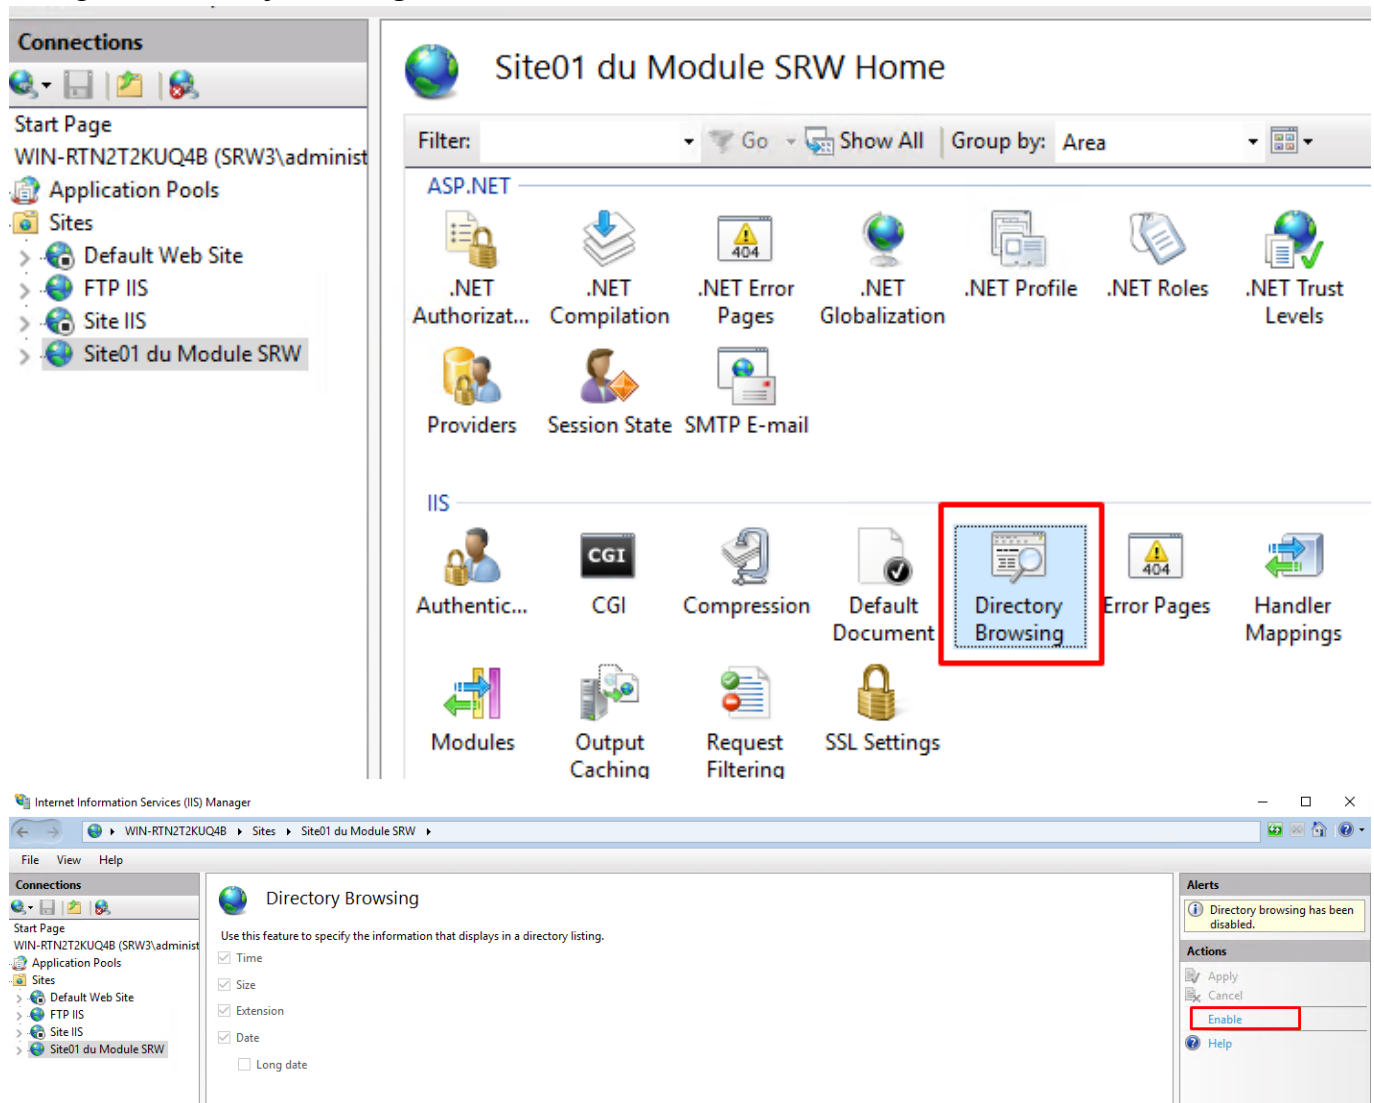 Connections
Start Page
WIN-RTN2T2KUQ4B (SRW3\administ
Application Pools
Sites
Default Web Site
FTP IIS
Site IIS
Site01 du Module SRW
Site01 du Module SRW Home
Filter:
Go
Show All
Group by:
Area
ASP.NET
.NET Authorizat...
.NET Compilation
404
.NET Error Pages
.NET Globalization
.NET Profile
.NET Roles
.NET Trust Levels
Providers
Session State
SMTP E-mail
IIS
Authentic...
CGI
CGI
Compression
Default Document
Directory Browsing
404
Error Pages
Handler Mappings
Modules
Output Caching
Request Filtering
SSL Settings
Internet Information Services (IIS) Manager
WIN-RTN2T2KUQ4B
Sites
Site01 du Module SRW
File View Help
Connections
Start Page
WIN-RTN2T2KUQ4B (SRW3\administ
Application Pools
Sites
Default Web Site
FTP IIS
Site IIS
Site01 du Module SRW
Directory Browsing
Use this feature to specify the information that displays in a directory listing.
Time
Size
Extension
Date
Long date
Alerts
Directory browsing has been
disabled.
Actions
Apply
Cancel
Enable
Help